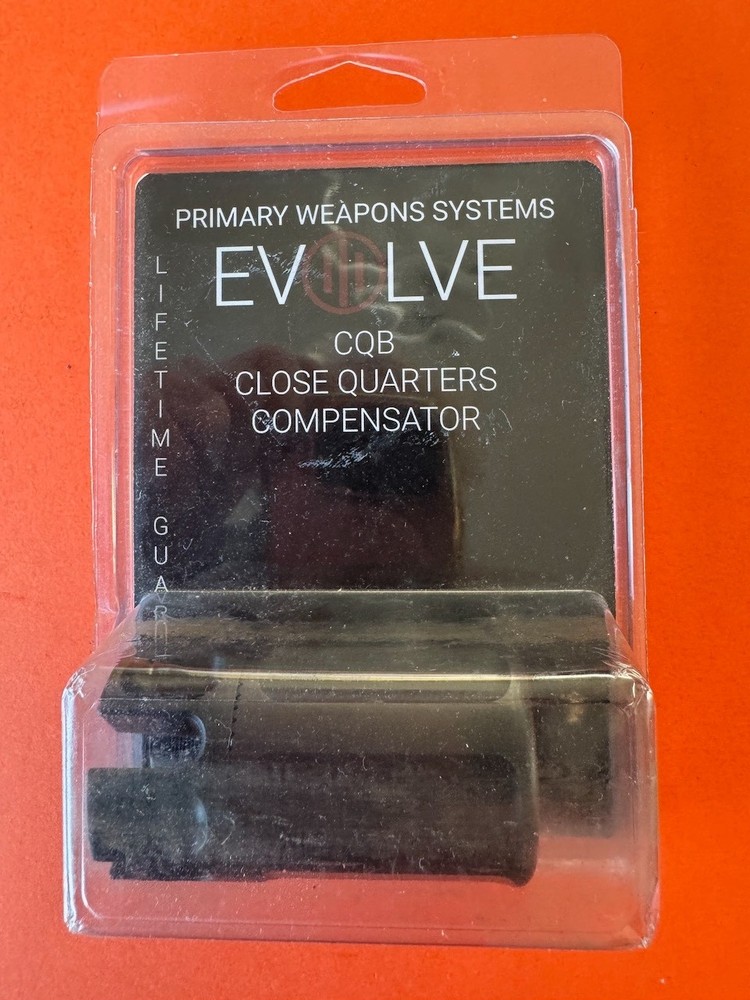 PRIMARY WEAPONS SYSTEMS
EVOLVE
CQB
CLOSE QUARTERS
COMPENSATOR
LIFETIME